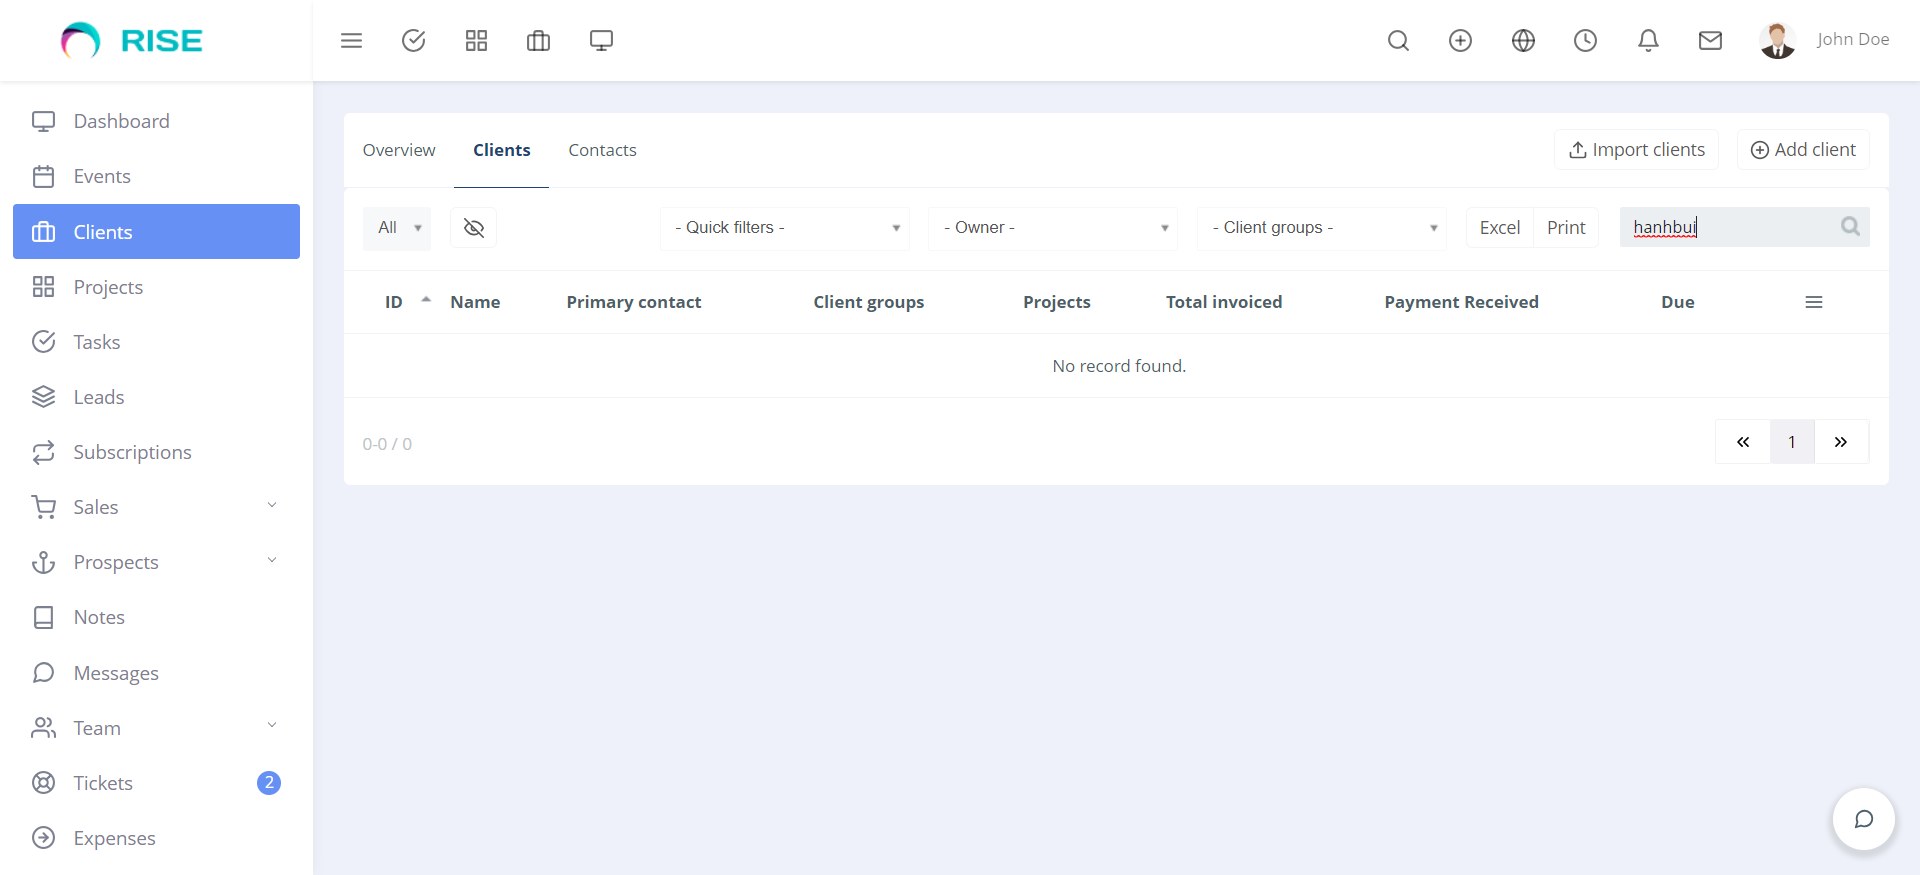 RISE
John Doe
Dashboard
Events
Clients
Projects
Tasks
Leads
Subscriptions
Sales
Prospects
Notes
Messages
Team
Tickets 2
Expenses
Overview Clients Contacts Import clients Add client
All - Quick filters - - Owner - - Client groups - Excel Print hanhbui
ID Name Primary contact Client groups Projects Total invoiced Payment Received Due
No record found.
0-0 / 0 « 1 »